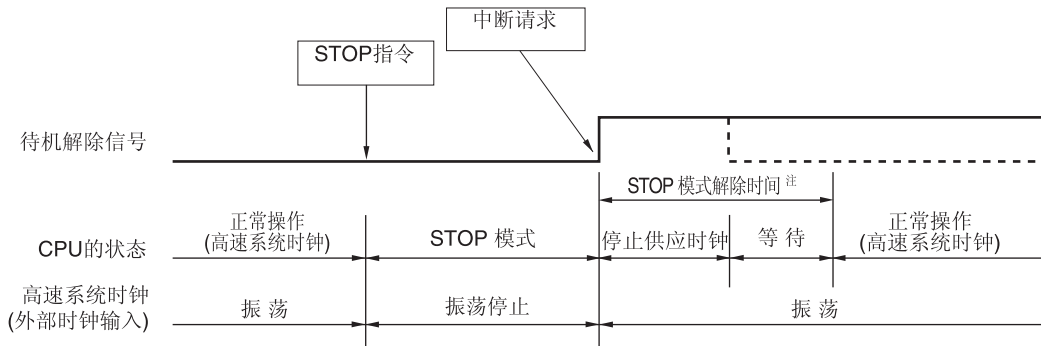 中断请求
STOP指令
待机解除信号
STOP 模式解除时间 注
CPU的状态
正常操作
(高速系统时钟)
STOP 模式
停止供应时钟
等 待
正常操作
(高速系统时钟)
高速系统时钟
(外部时钟输入)
振 荡
振荡停止
振 荡